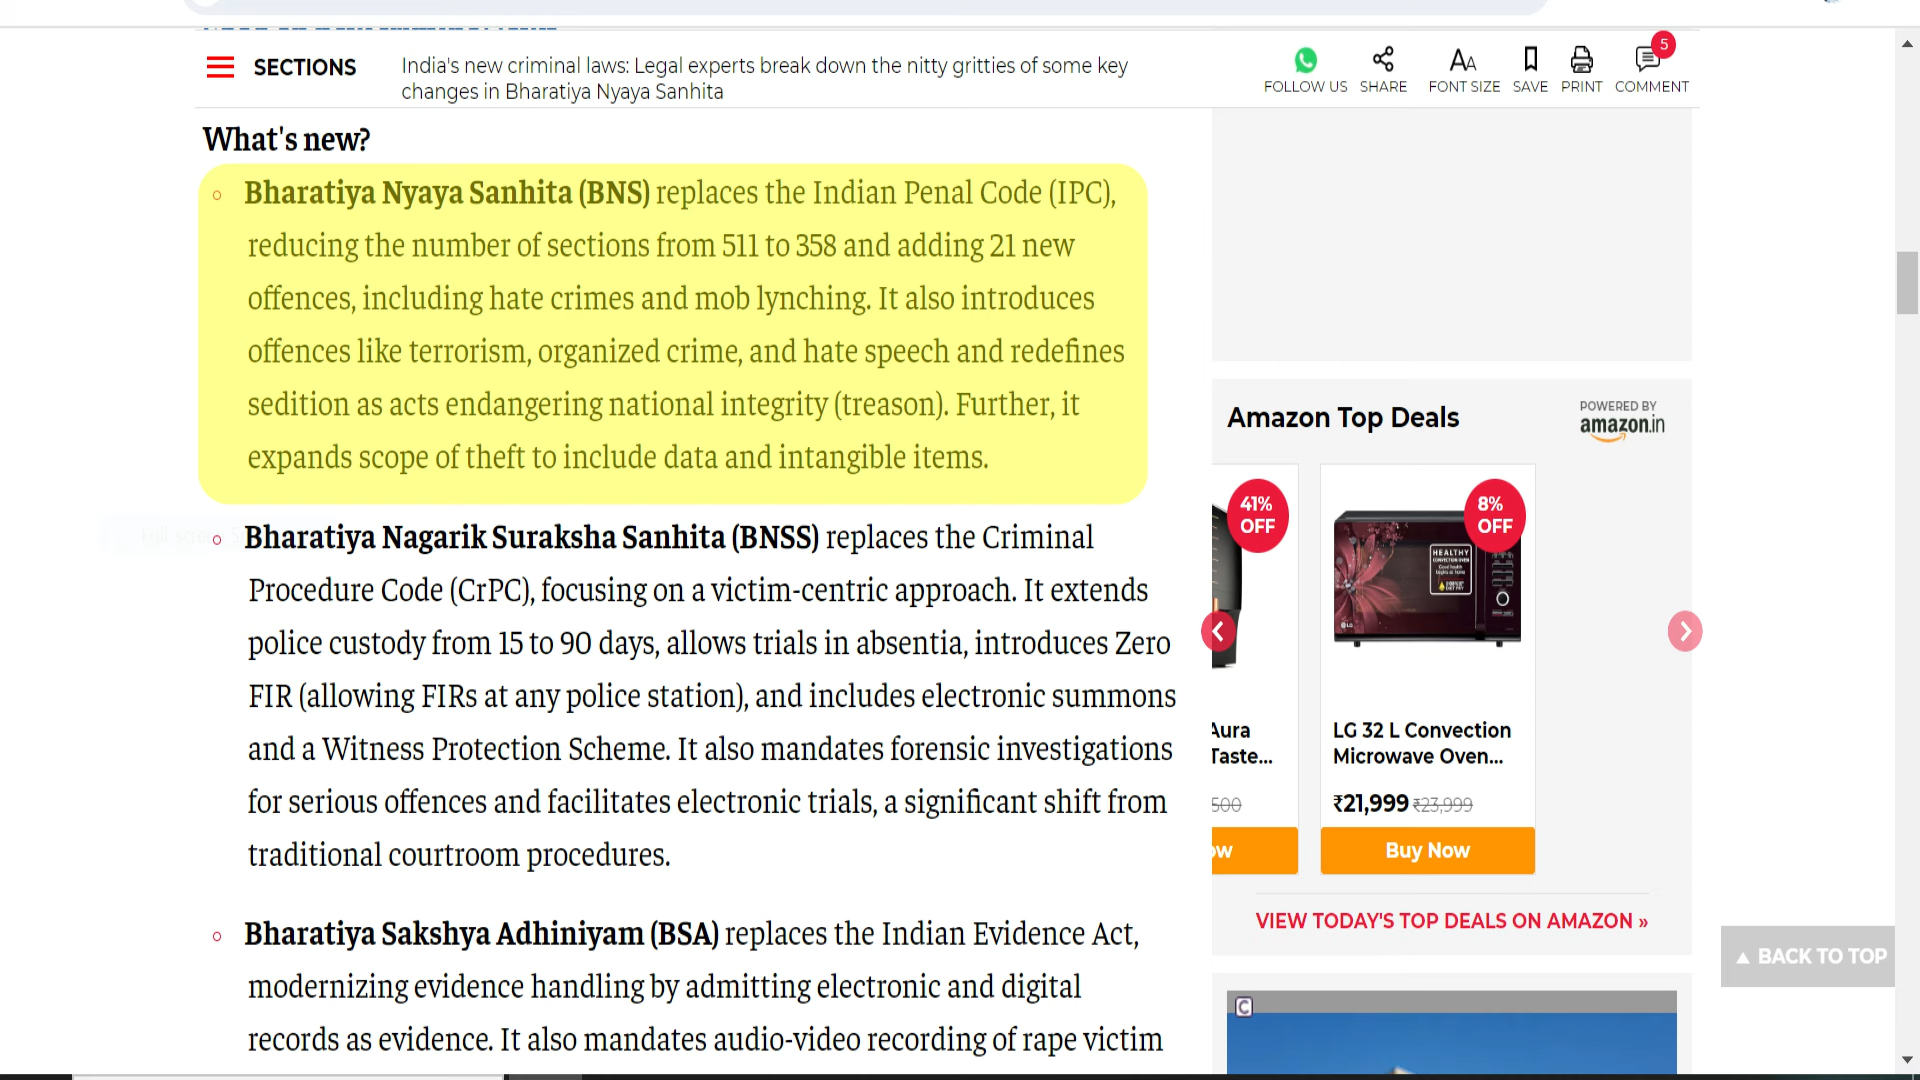 SECTIONS
India's new criminal laws: Legal experts break down the nitty gritties of some key
changes in Bharatiya Nyaya Sanhita
FOLLOW US
SHARE
FONT SIZE
SAVE
PRINT
5
COMMENT
What's new?
Bharatiya Nyaya Sanhita (BNS) replaces the Indian Penal Code (IPC),
reducing the number of sections from 511 to 358 and adding 21 new
offences, including hate crimes and mob lynching. It also introduces
offences like terrorism, organized crime, and hate speech and redefines
sedition as acts endangering national integrity (treason). Further, it
expands scope of theft to include data and intangible items.
Bharatiya Nagarik Suraksha Sanhita (BNSS) replaces the Criminal
Procedure Code (CrPC), focusing on a victim-centric approach. It extends
police custody from 15 to 90 days, allows trials in absentia, introduces Zero
FIR (allowing FIRs at any police station), and includes electronic summons
and a Witness Protection Scheme. It also mandates forensic investigations
for serious offences and facilitates electronic trials, a significant shift from
traditional courtroom procedures.
Bharatiya Sakshya Adhiniyam (BSA) replaces the Indian Evidence Act,
modernizing evidence handling by admitting electronic and digital
records as evidence. It also mandates audio-video recording of rape victim
Amazon Top Deals
POWERED BY
amazon.in
41%
OFF
Aura
Taste...
500
ow
8%
OFF
HEALTHY
LG 32 L Convection
Microwave Oven...
₹21,999 ₹23,999
Buy Now
VIEW TODAY'S TOP DEALS ON AMAZON »
▲ BACK TO TOP